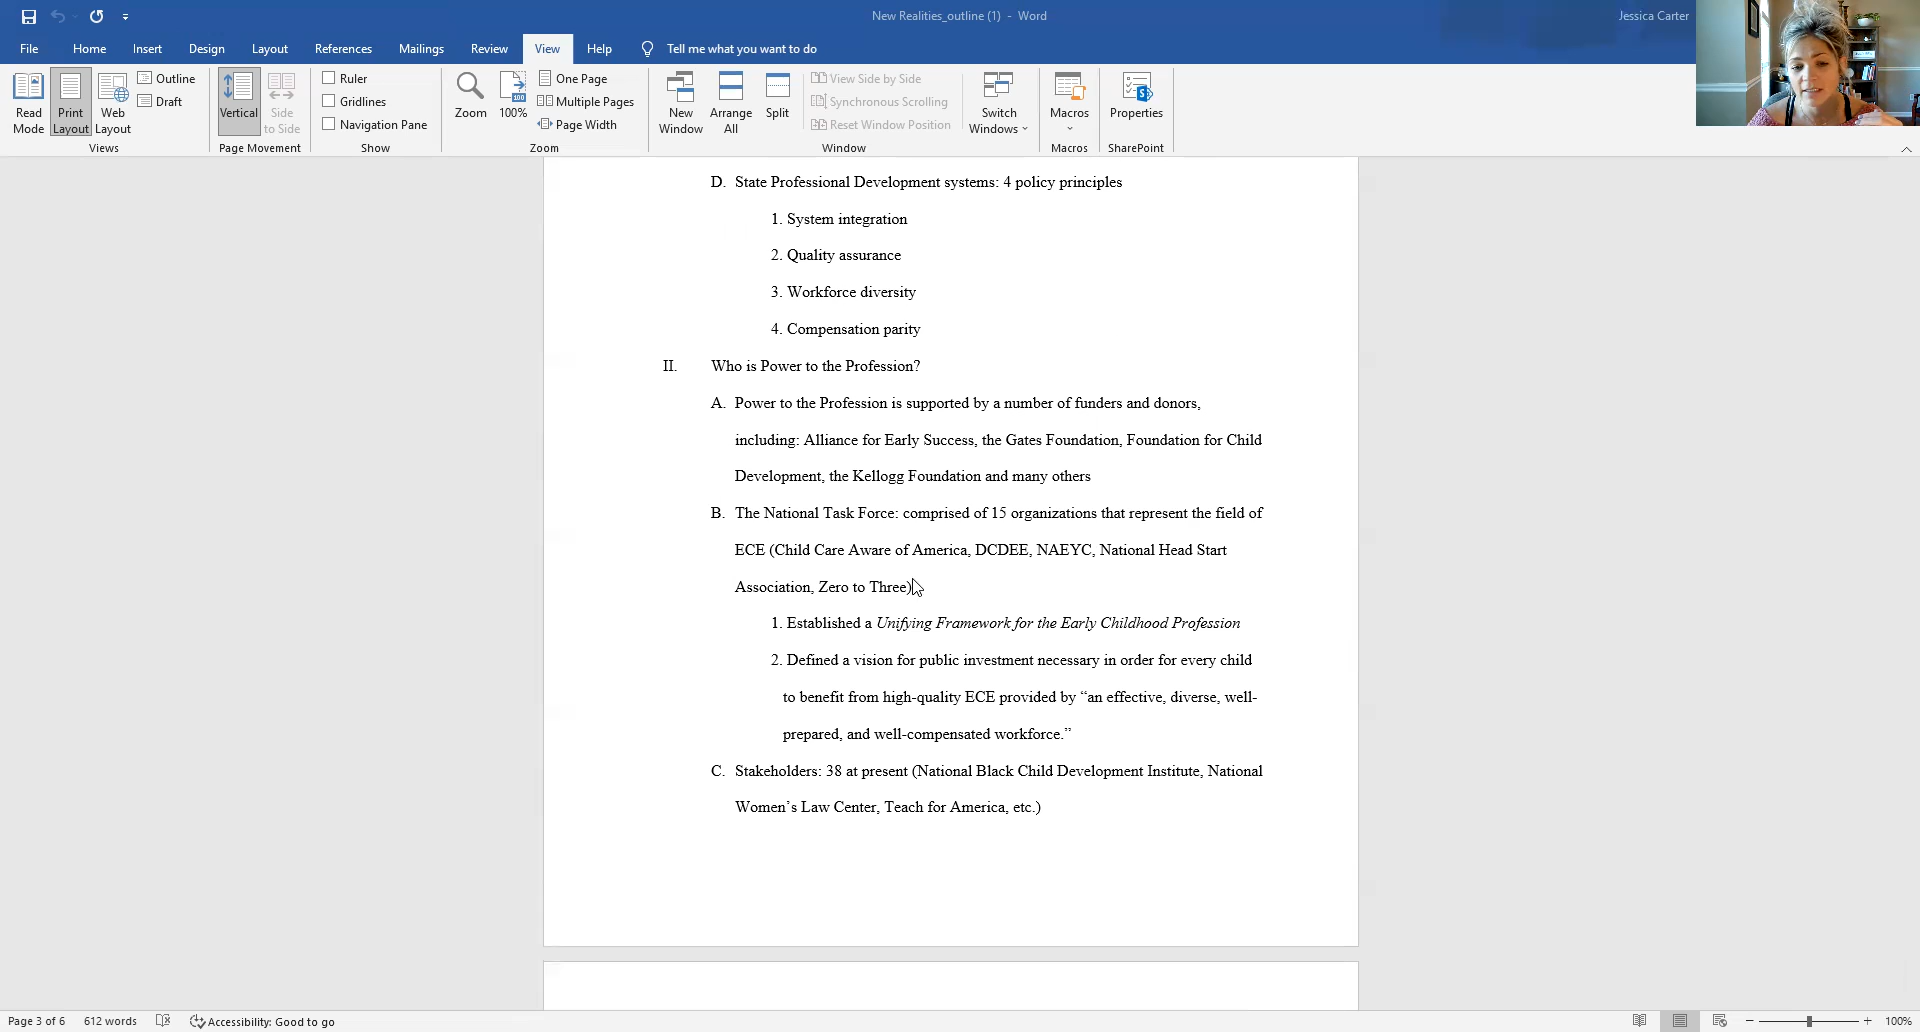 New Realities_outline (1) - Word
Jessica Carter
File Home Insert Design Layout References Mailings Review View Help Tell me what you want to do
Read Mode
Print Layout
Web Layout
Outline
Draft
Views
Vertical
Side to Side
Page Movement
Ruler
Gridlines
Navigation Pane
Show
Zoom
100
100%
One Page
Multiple Pages
Page Width
Zoom
New Window
Arrange All
Split
View Side by Side
Synchronous Scrolling
Reset Window Position
Switch Windows
Window
Macros
Macros
Properties
SharePoint
D. State Professional Development systems: 4 policy principles
1. System integration
2. Quality assurance
3. Workforce diversity
4. Compensation parity
II. Who is Power to the Profession?
A. Power to the Profession is supported by a number of funders and donors,
including: Alliance for Early Success, the Gates Foundation, Foundation for Child
Development, the Kellogg Foundation and many others
B. The National Task Force: comprised of 15 organizations that represent the field of
ECE (Child Care Aware of America, DCDEE, NAEYC, National Head Start
Association, Zero to Three)
1. Established a Unifying Framework for the Early Childhood Profession
2. Defined a vision for public investment necessary in order for every child
to benefit from high-quality ECE provided by “an effective, diverse, well-
prepared, and well-compensated workforce.”
C. Stakeholders: 38 at present (National Black Child Development Institute, National
Women’s Law Center, Teach for America, etc.)
Page 3 of 6 612 words Accessibility: Good to go 100%